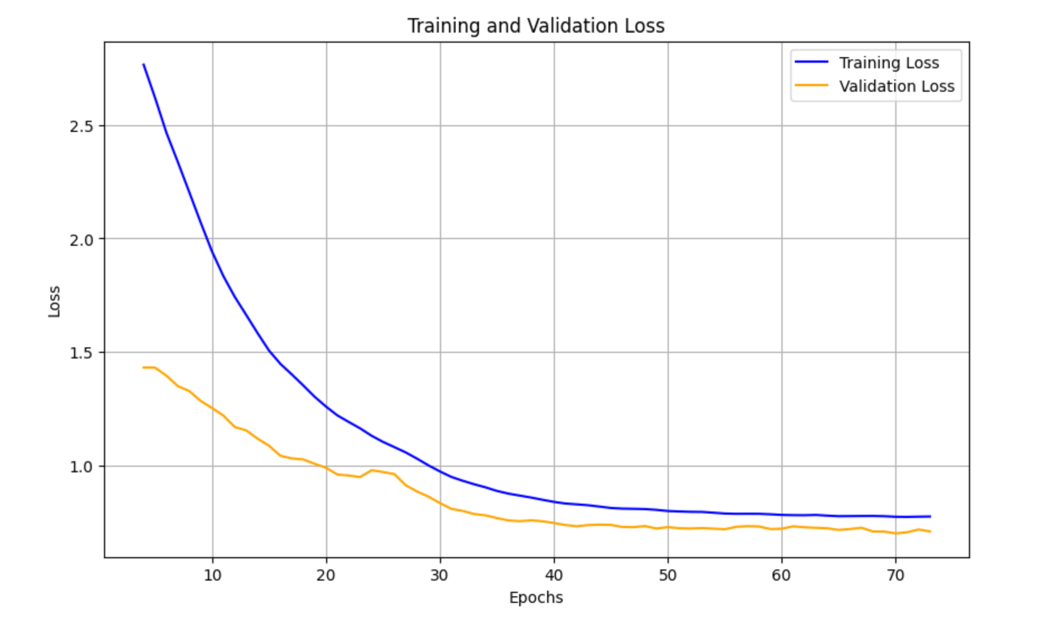 Training and Validation Loss
Training Loss
Validation Loss
2.5
2.0
1.5
1.0
Loss
10 20 30 40 50 60 70
Epochs